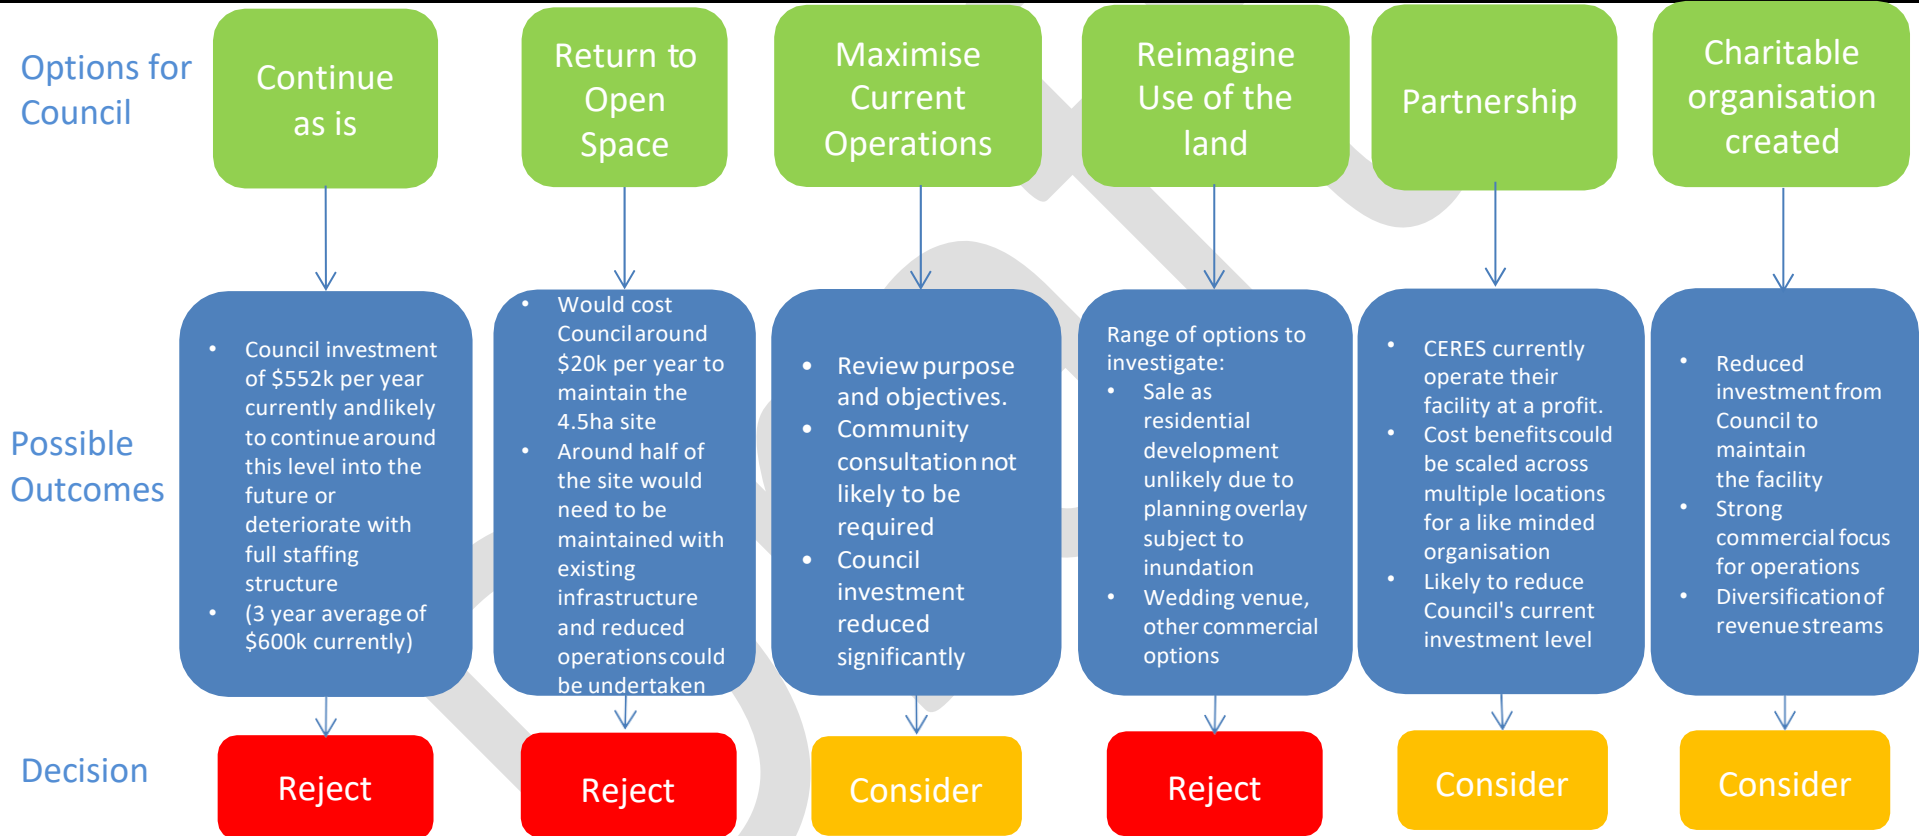 Options for
Council
Continue
as is
Return to
Open
Space
Maximise
Current
Operations
Reimagine
Use of the
land
Partnership
Charitable
organisation
created
Possible
Outcomes
• Council investment
of $552k per year
currently and likely
to continue around
this level into the
future or
deteriorate with
full staffing
structure
• (3 year average of
$600k currently)
• Would cost
Council around
$20k per year to
maintain the
4.5ha site
• Around half of
the site would
need to be
maintained with
existing
infrastructure
and reduced
operations could
be undertaken
• Review purpose
and objectives.
• Community
consultation not
likely to be
required
• Council
investment
reduced
significantly
Range of options to
investigate:
• Sale as
residential
development
unlikely due to
planning overlay
subject to
inundation
• Wedding venue,
other commercial
options
• CERES currently
operate their
facility at a profit.
• Cost benefits could
be scaled across
multiple locations
for a like minded
organisation
• Likely to reduce
Council's current
investment level
• Reduced
investment from
Council to
maintain
the facility
• Strong
commercial focus
for operations
• Diversification of
revenue streams
Decision
Reject
Reject
Consider
Reject
Consider
Consider